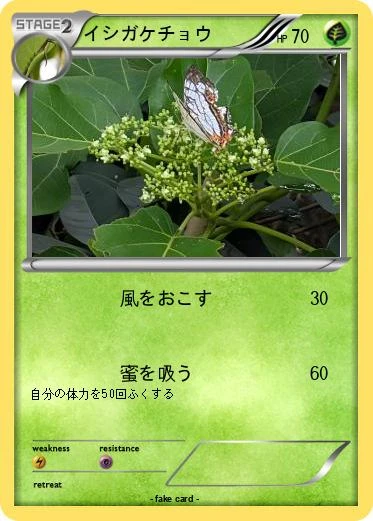 STAGE2
イシガケチョウ HP 70
風をおこす 30
蜜を吸う 60
自分の体力を50回ふくする
weakness resistance
retreat
- fake card -